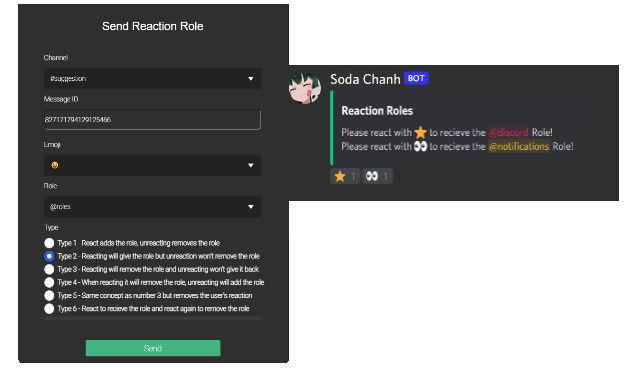 Send Reaction Role
Channel
#suggestion
Message ID
827171794129125466
Emoji
Role
@roles
Type
Type 1 - React adds the role, unreacting removes the role
Type 2 - Reacting will give the role but unreaction won't remove the role
Type 3 - Reacting will remove the role and unreacting won't give it back
Type 4 - When reacting it will remove the role, unreacting will add the role
Type 5 - Same concept as number 3 but removes the user's reaction
Type 6 - React to recieve the role and react again to remove the role
Send
Soda Chanh BOT
Reaction Roles
Please react with ⭐ to recieve the @discord Role!
Please react with 👀 to recieve the @notifications Role!
⭐ 1 👀 1